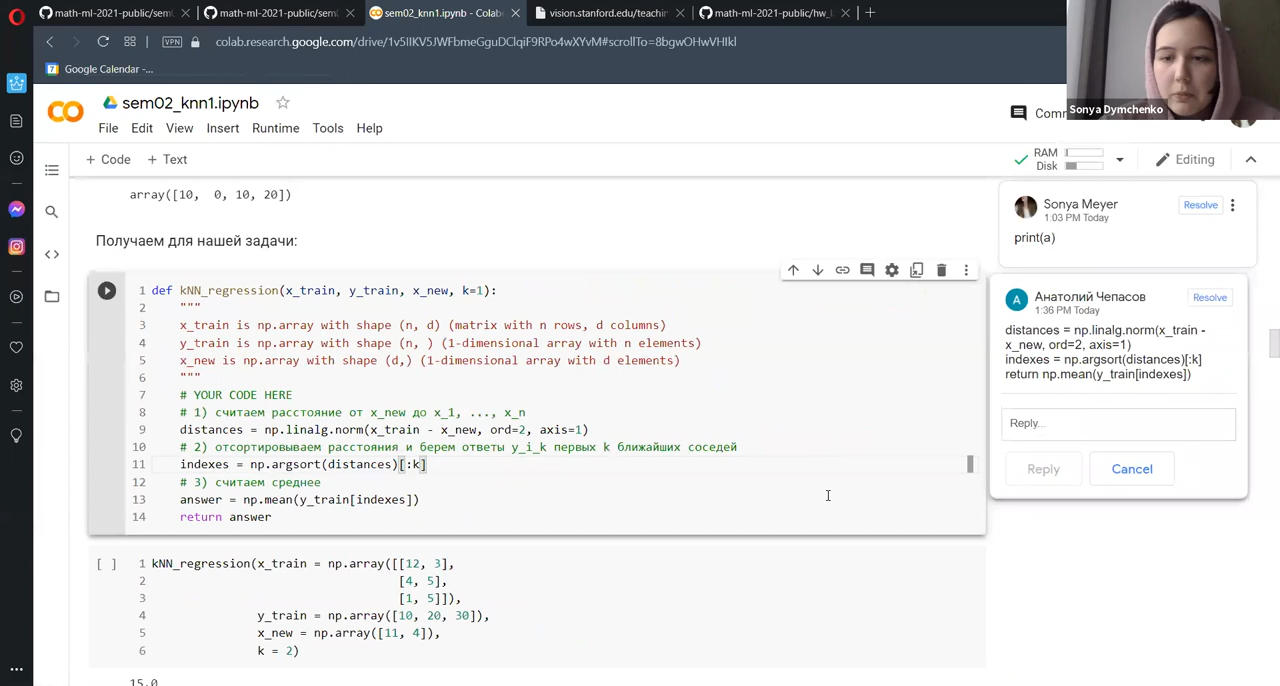 math-ml-2021-public/sem
math-ml-2021-public/sem
sem02_knn1.ipynb - Colab
vision.stanford.edu/teachin
math-ml-2021-public/hw_l
VPN
colab.research.google.com/drive/1v5IIKV5JWFbmeGguDClqiF9RPo4wXYvM#scrollTo=8bgwOHwVHIkl
7 Google Calendar -...
Sonya Dymchenko
sem02_knn1.ipynb
File Edit View Insert Runtime Tools Help
+ Code + Text
RAM
Disk
Editing
array([10, 0, 10, 20])
Получаем для нашей задачи:
1 def kNN_regression(x_train, y_train, x_new, k=1):
2 """
3 x_train is np.array with shape (n, d) (matrix with n rows, d columns)
4 y_train is np.array with shape (n, ) (1-dimensional array with n elements)
5 x_new is np.array with shape (d,) (1-dimensional array with d elements)
6 """
7 # YOUR CODE HERE
8 # 1) считаем расстояние от x_new до x_1, ..., x_n
9 distances = np.linalg.norm(x_train - x_new, ord=2, axis=1)
10 # 2) отсортировываем расстояния и берем ответы y_i_k первых k ближайших соседей
11 indexes = np.argsort(distances)[:k]
12 # 3) считаем среднее
13 answer = np.mean(y_train[indexes])
14 return answer
[ ] 1 kNN_regression(x_train = np.array([[12, 3],
2 [4, 5],
3 [1, 5]]),
4 y_train = np.array([10, 20, 30]),
5 x_new = np.array([11, 4]),
6 k = 2)
15.0
Sonya Meyer
Resolve
1:03 PM Today
print(a)
A
Анатолий Чепасов
Resolve
1:36 PM Today
distances = np.linalg.norm(x_train -
x_new, ord=2, axis=1)
indexes = np.argsort(distances)[:k]
return np.mean(y_train[indexes])
Reply...
Reply Cancel